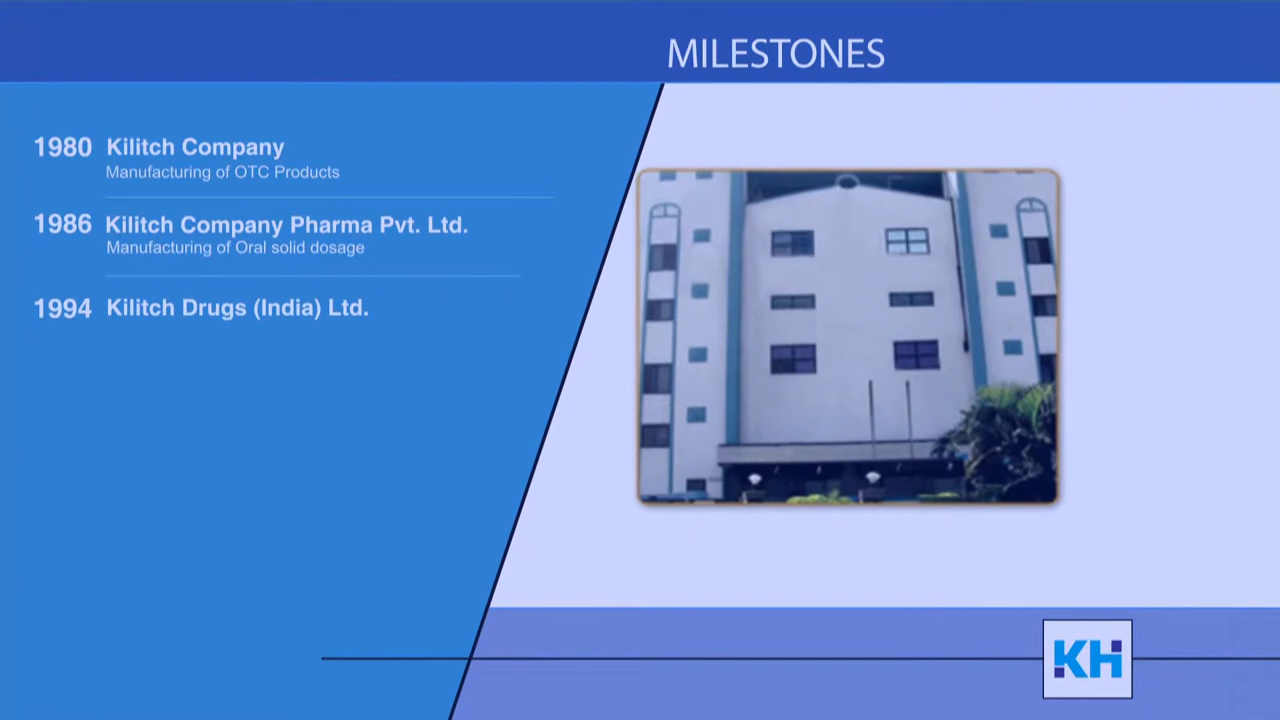 MILESTONES
1980 Kilitch Company
Manufacturing of OTC Products
1986 Kilitch Company Pharma Pvt. Ltd.
Manufacturing of Oral solid dosage
1994 Kilitch Drugs (India) Ltd.
KH